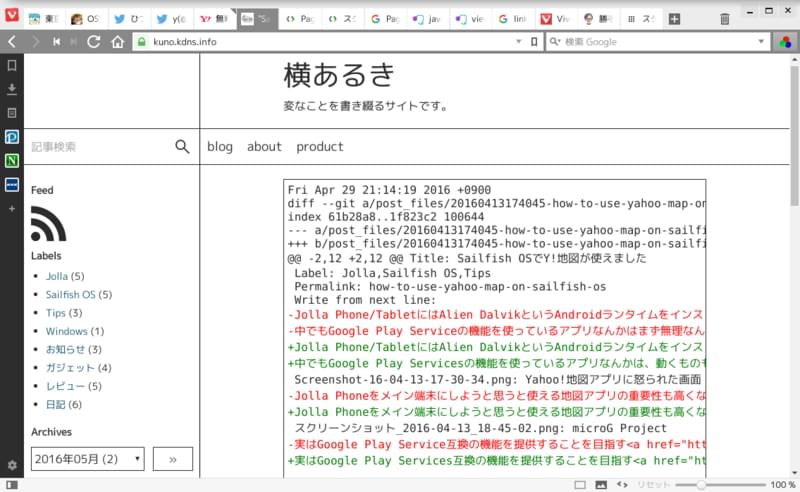 東
OS
ひ
y(@
無
"Sa
Pag
スタ
Pag
jav
vie
link
Viv
勝
スタ
kuno.kdns.info
検索 Google
横あるき
変なことを書き綴るサイトです。
記事検索
blog about product
Feed
Labels
Jolla (5)
Sailfish OS (5)
Tips (3)
Windows (1)
お知らせ (3)
ガジェット (4)
レビュー (5)
日記 (6)
Archives
2016年05月 (2)
»
Fri Apr 29 21:14:19 2016 +0900
diff --git a/post_files/20160413174045-how-to-use-yahoo-map-on
index 61b28a8..1f823c2 100644
--- a/post_files/20160413174045-how-to-use-yahoo-map-on-sailfi
+++ b/post_files/20160413174045-how-to-use-yahoo-map-on-sailfi
@@ -2,12 +2,12 @@ Title: Sailfish OSでY!地図が使えました
Label: Jolla,Sailfish OS,Tips
Permalink: how-to-use-yahoo-map-on-sailfish-os
Write from next line:
-Jolla Phone/TabletにはAlien DalvikというAndroidランタイムをインス
-中でもGoogle Play Serviceの機能を使っているアプリなんかはまず無理なん
+Jolla Phone/TabletにはAlien DalvikというAndroidランタイムをインス
+中でもGoogle Play Servicesの機能を使っているアプリなんかは、動くものも
Screenshot-16-04-13-17-30-34.png: Yahoo!地図アプリに怒られた画面
-Jolla Phoneをメイン端末にしようと思うと使える地図アプリの重要性も高くな
+Jolla Phoneをメイン端末にしようと思うと使える地図アプリの重要性も高くな
スクリーンショット_2016-04-13_18-45-02.png: microG Project
-実はGoogle Play Service互換の機能を提供することを目指す<a href="htt
+実はGoogle Play Services互換の機能を提供することを目指す<a href="htt
リセット
100 %